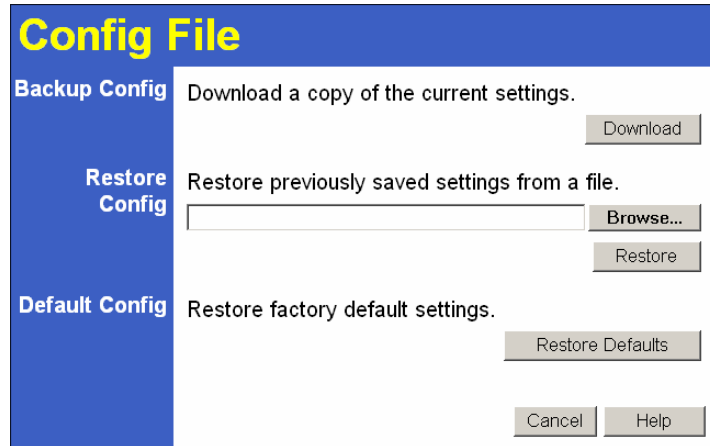 Config File
Backup Config
Download a copy of the current settings.
Download
Restore
Config
Restore previously saved settings from a file.
Browse...
Restore
Default Config
Restore factory default settings.
Restore Defaults
Cancel
Help